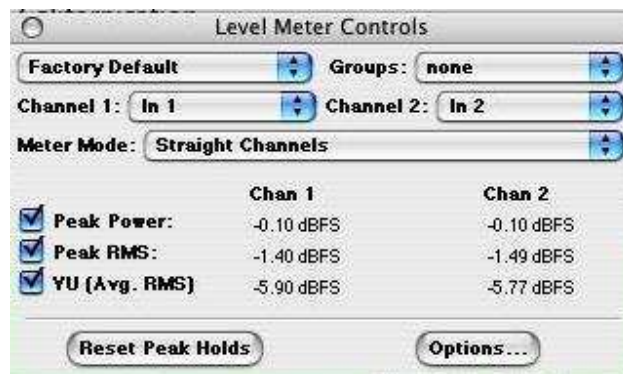 Level Meter Controls
Factory Default Groups: none
Channel 1: In 1 Channel 2: In 2
Meter Mode: Straight Channels
Chan 1 Chan 2
Peak Power: -0.10 dBFS -0.10 dBFS
Peak RMS: -1.40 dBFS -1.49 dBFS
VU (Avg. RMS) -5.90 dBFS -5.77 dBFS
Reset Peak Holds Options...